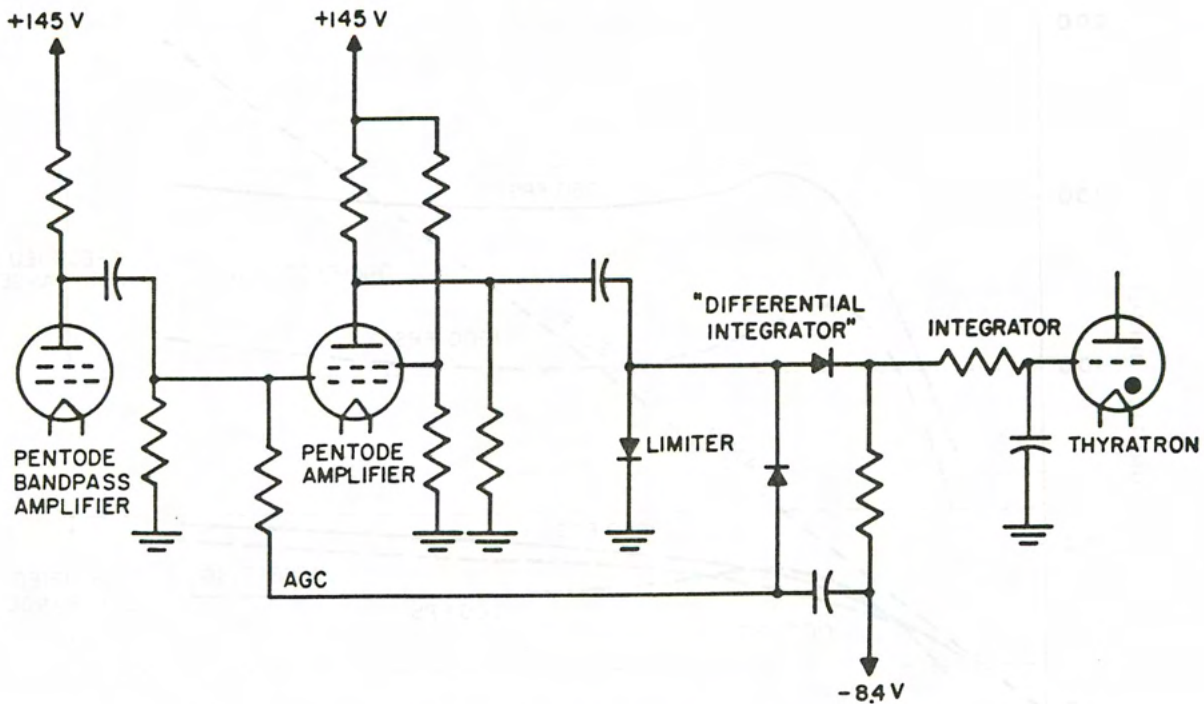 +145 V
+145 V
"DIFFERENTIAL
INTEGRATOR"
INTEGRATOR
LIMITER
PENTODE
BANDPASS
AMPLIFIER
PENTODE
AMPLIFIER
THYRATRON
AGC
-8.4 V